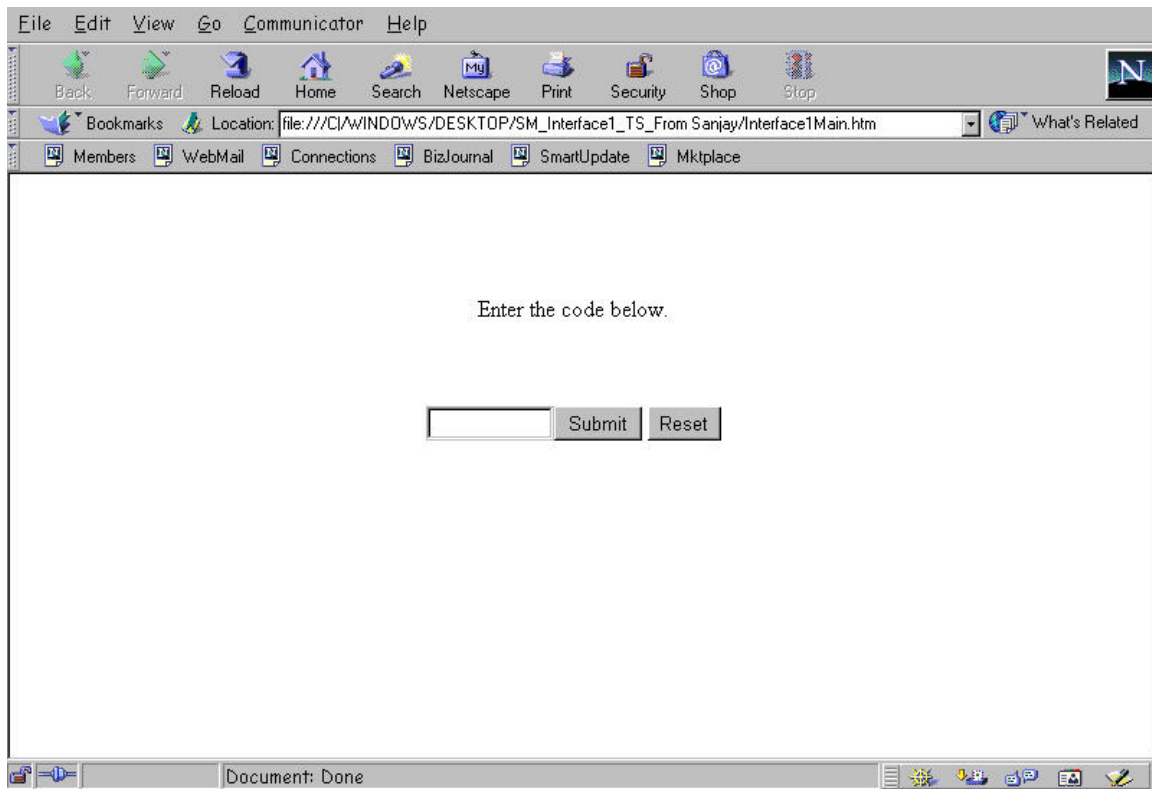 File Edit View Go Communicator Help
My N
Back Forward Reload Home Search Netscape Print Security Shop Stop
Bookmarks Location: file:///C|/WINDOWS/DESKTOP/SM_Interface1_TS_From Sanjay/Interface1Main.htm What's Related
Members WebMail Connections BizJournal SmartUpdate Mktplace
Enter the code below.
Submit Reset
Document: Done